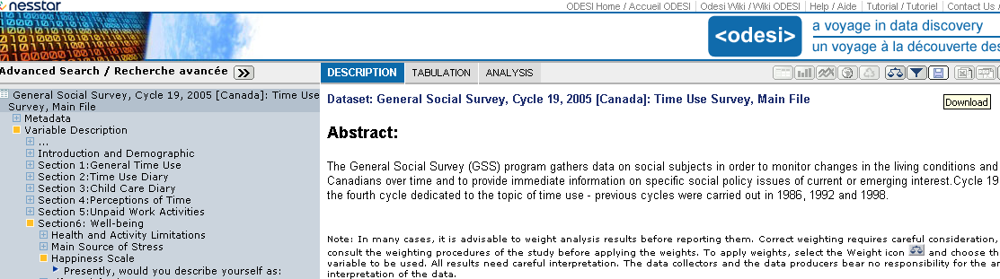 nesstar
ODESI Home / Accueil ODESI | Odesi Wiki / Wiki ODESI | Help / Aide | Tutorial / Tutoriel | Contact Us /
<odesi>
a voyage in data discovery
un voyage à la découverte des
Advanced Search / Recherche avancée
DESCRIPTION TABULATION ANALYSIS
General Social Survey, Cycle 19, 2005 [Canada]: Time Use
Survey, Main File
Metadata
Variable Description
...
Introduction and Demographic
Section 1:General Time Use
Section 2:Time Use Diary
Section 3:Child Care Diary
Section 4:Perceptions of Time
Section 5:Unpaid Work Activities
Section6: Well-being
Health and Activity Limitations
Main Source of Stress
Happiness Scale
Presently, would you describe yourself as:
Dataset: General Social Survey, Cycle 19, 2005 [Canada]: Time Use Survey, Main File
Download
Abstract:
The General Social Survey (GSS) program gathers data on social subjects in order to monitor changes in the living conditions and
Canadians over time and to provide immediate information on specific social policy issues of current or emerging interest.Cycle 19
the fourth cycle dedicated to the topic of time use - previous cycles were carried out in 1986, 1992 and 1998.
Note: In many cases, it is advisable to weight analysis results before reporting them. Correct weighting requires careful consideration,
consult the weighting procedures of the study before applying the weights. To apply weights, select the Weight icon and choose th
variable to be used. All results need careful interpretation. The data collectors and the data producers bear no responsibility for the ar
interpretation of the data.